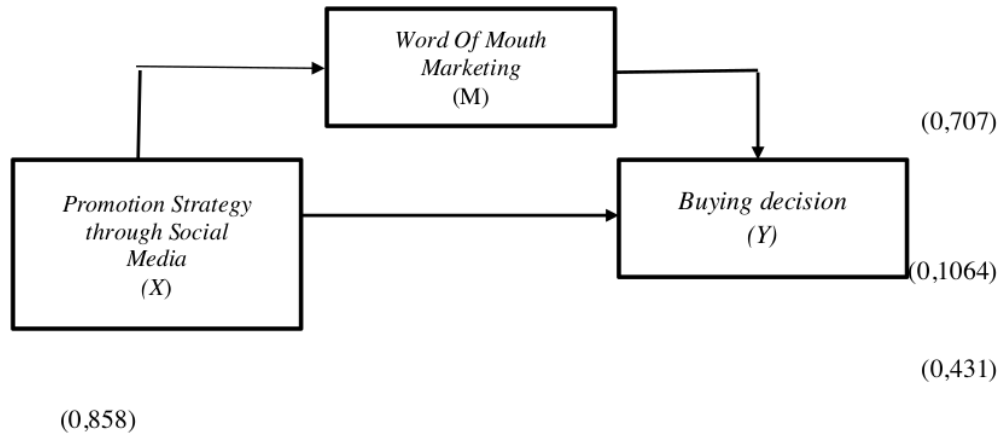 Word Of Mouth
Marketing
(M)
(0,707)
Promotion Strategy
through Social
Media
(X)
Buying decision
(Y)
(0,1064)
(0,431)
(0,858)